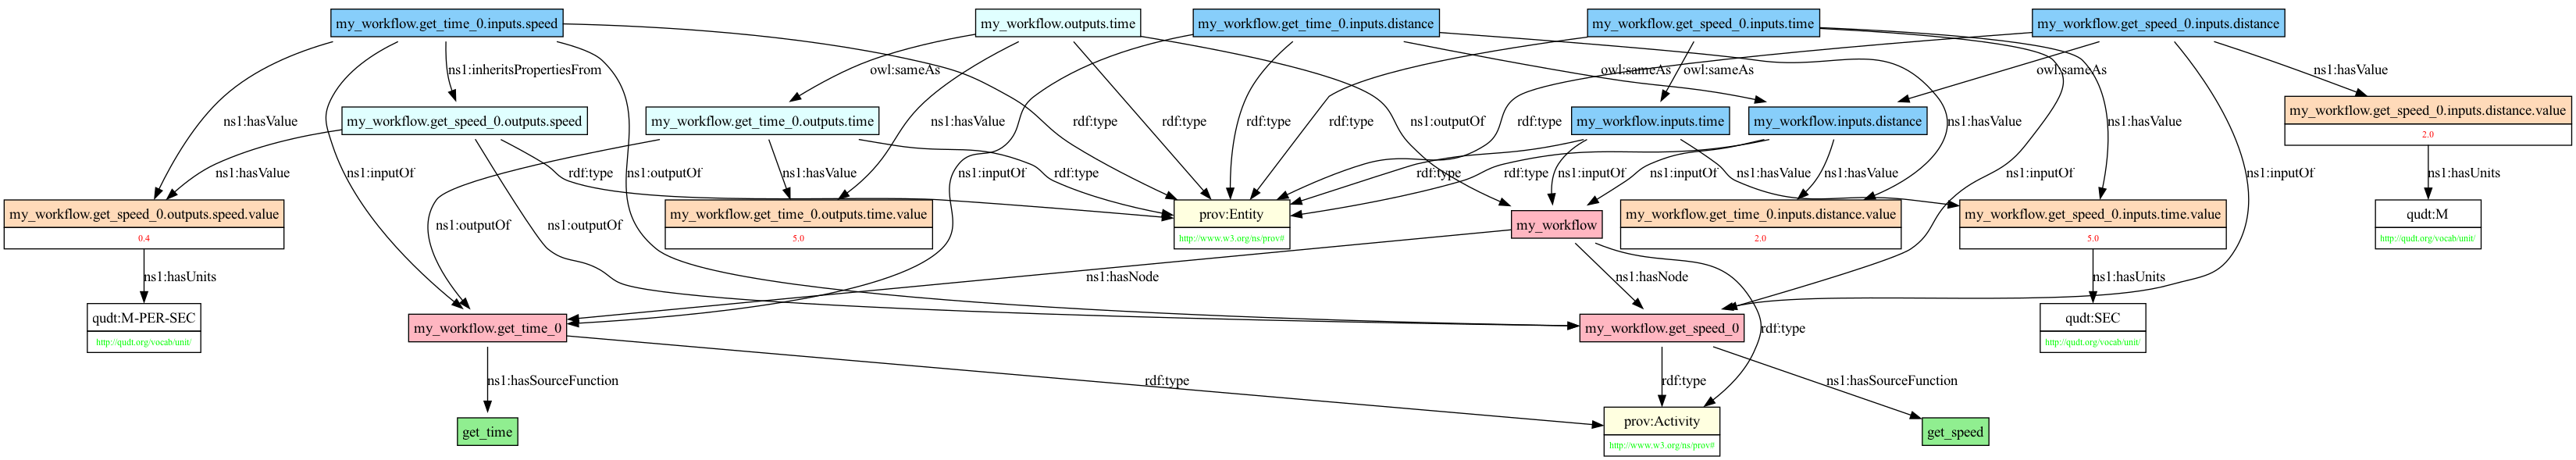 my_workflow.get_time_0.inputs.speed
my_workflow.outputs.time
my_workflow.get_time_0.inputs.distance
my_workflow.get_speed_0.inputs.time
my_workflow.get_speed_0.inputs.distance
ns1:inheritsPropertiesFrom
owl:sameAs
owl:sameAs
owl:sameAs
owl:sameAs
ns1:hasValue
my_workflow.get_speed_0.outputs.speed
my_workflow.get_time_0.outputs.time
my_workflow.inputs.time
my_workflow.inputs.distance
my_workflow.get_speed_0.inputs.distance.value
2.0
ns1:hasValue
ns1:hasValue
rdf:type
rdf:type
rdf:type
rdf:type
ns1:outputOf
rdf:type
ns1:hasValue
ns1:hasValue
ns1:hasValue
ns1:inputOf
rdf:type
ns1:outputOf
ns1:hasValue
rdf:type
ns1:inputOf
rdf:type
rdf:type
ns1:inputOf
ns1:inputOf
ns1:hasValue
ns1:hasValue
ns1:inputOf
ns1:inputOf
ns1:hasUnits
my_workflow.get_speed_0.outputs.speed.value
0.4
my_workflow.get_time_0.outputs.time.value
5.0
prov:Entity
http://www.w3.org/ns/prov#
my_workflow
my_workflow.get_time_0.inputs.distance.value
2.0
my_workflow.get_speed_0.inputs.time.value
5.0
qudt:M
http://qudt.org/vocab/unit/
ns1:outputOf
ns1:outputOf
ns1:hasUnits
ns1:hasNode
ns1:hasNode
ns1:hasUnits
qudt:M-PER-SEC
http://qudt.org/vocab/unit/
my_workflow.get_time_0
my_workflow.get_speed_0
rdf:type
qudt:SEC
http://qudt.org/vocab/unit/
ns1:hasSourceFunction
rdf:type
rdf:type
ns1:hasSourceFunction
get_time
prov:Activity
http://www.w3.org/ns/prov#
get_speed